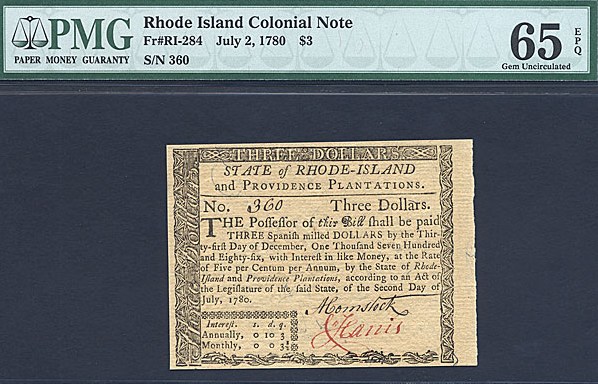 PMG
PAPER MONEY GUARANTY
Rhode Island Colonial Note
Fr#RI-284 July 2, 1780 $3
S/N 360
65 EPQ
Gem Uncirculated
THREE DOLLARS
STATE of RHODE-ISLAND
and PROVIDENCE PLANTATIONS.
No. 360 Three Dollars.
THE Possessor of this Bill shall be paid
THREE Spanish milled DOLLARS by the Thir-
ty-first Day of December, One Thousand Seven Hundred
and Eighty-six, with Interest in like Money, at the Rate
of Five per Centum per Annum, by the State of Rhode-
Island and Providence Plantations, according to an Act of
the Legislature of the said State, of the Second Day of
July, 1780.
Interest. s. d. q.
Annually, 0 10 3
Monthly, 0 0 3